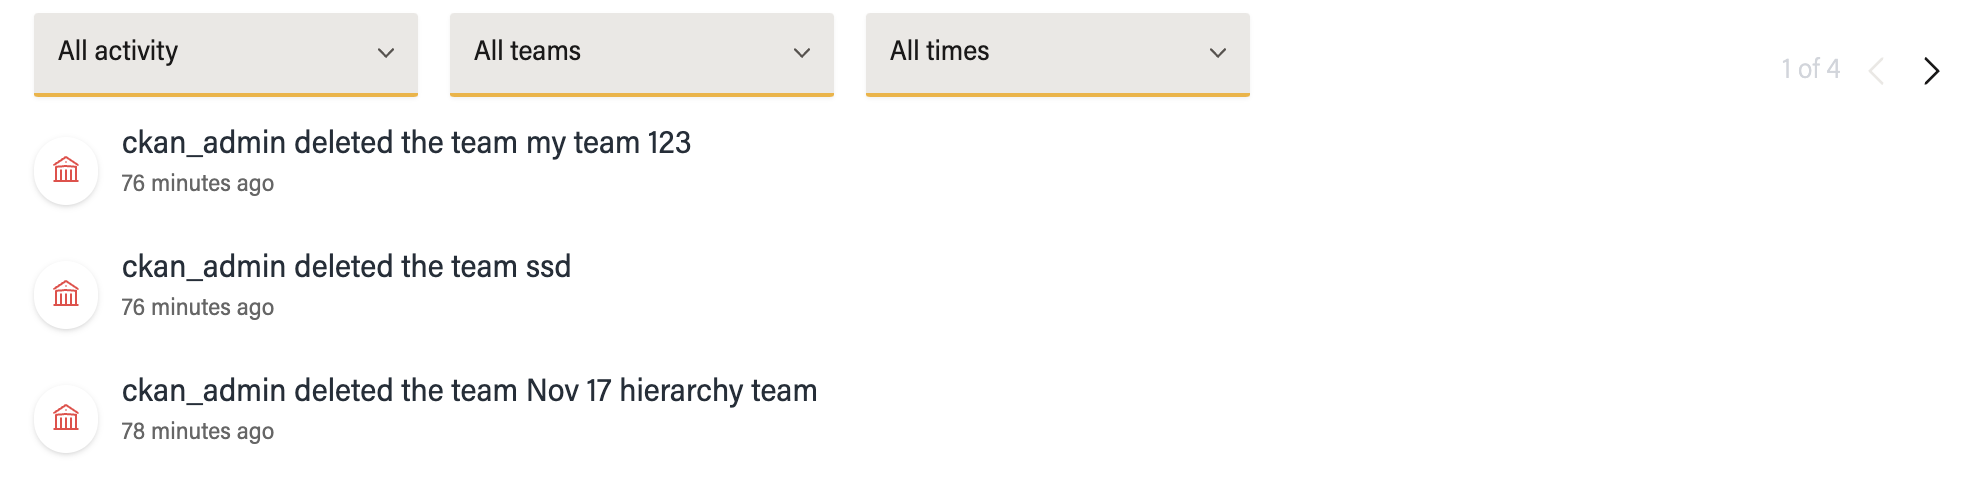 All activity
All teams
All times
1 of 4
ckan_admin deleted the team my team 123
76 minutes ago
ckan_admin deleted the team ssd
76 minutes ago
ckan_admin deleted the team Nov 17 hierarchy team
78 minutes ago